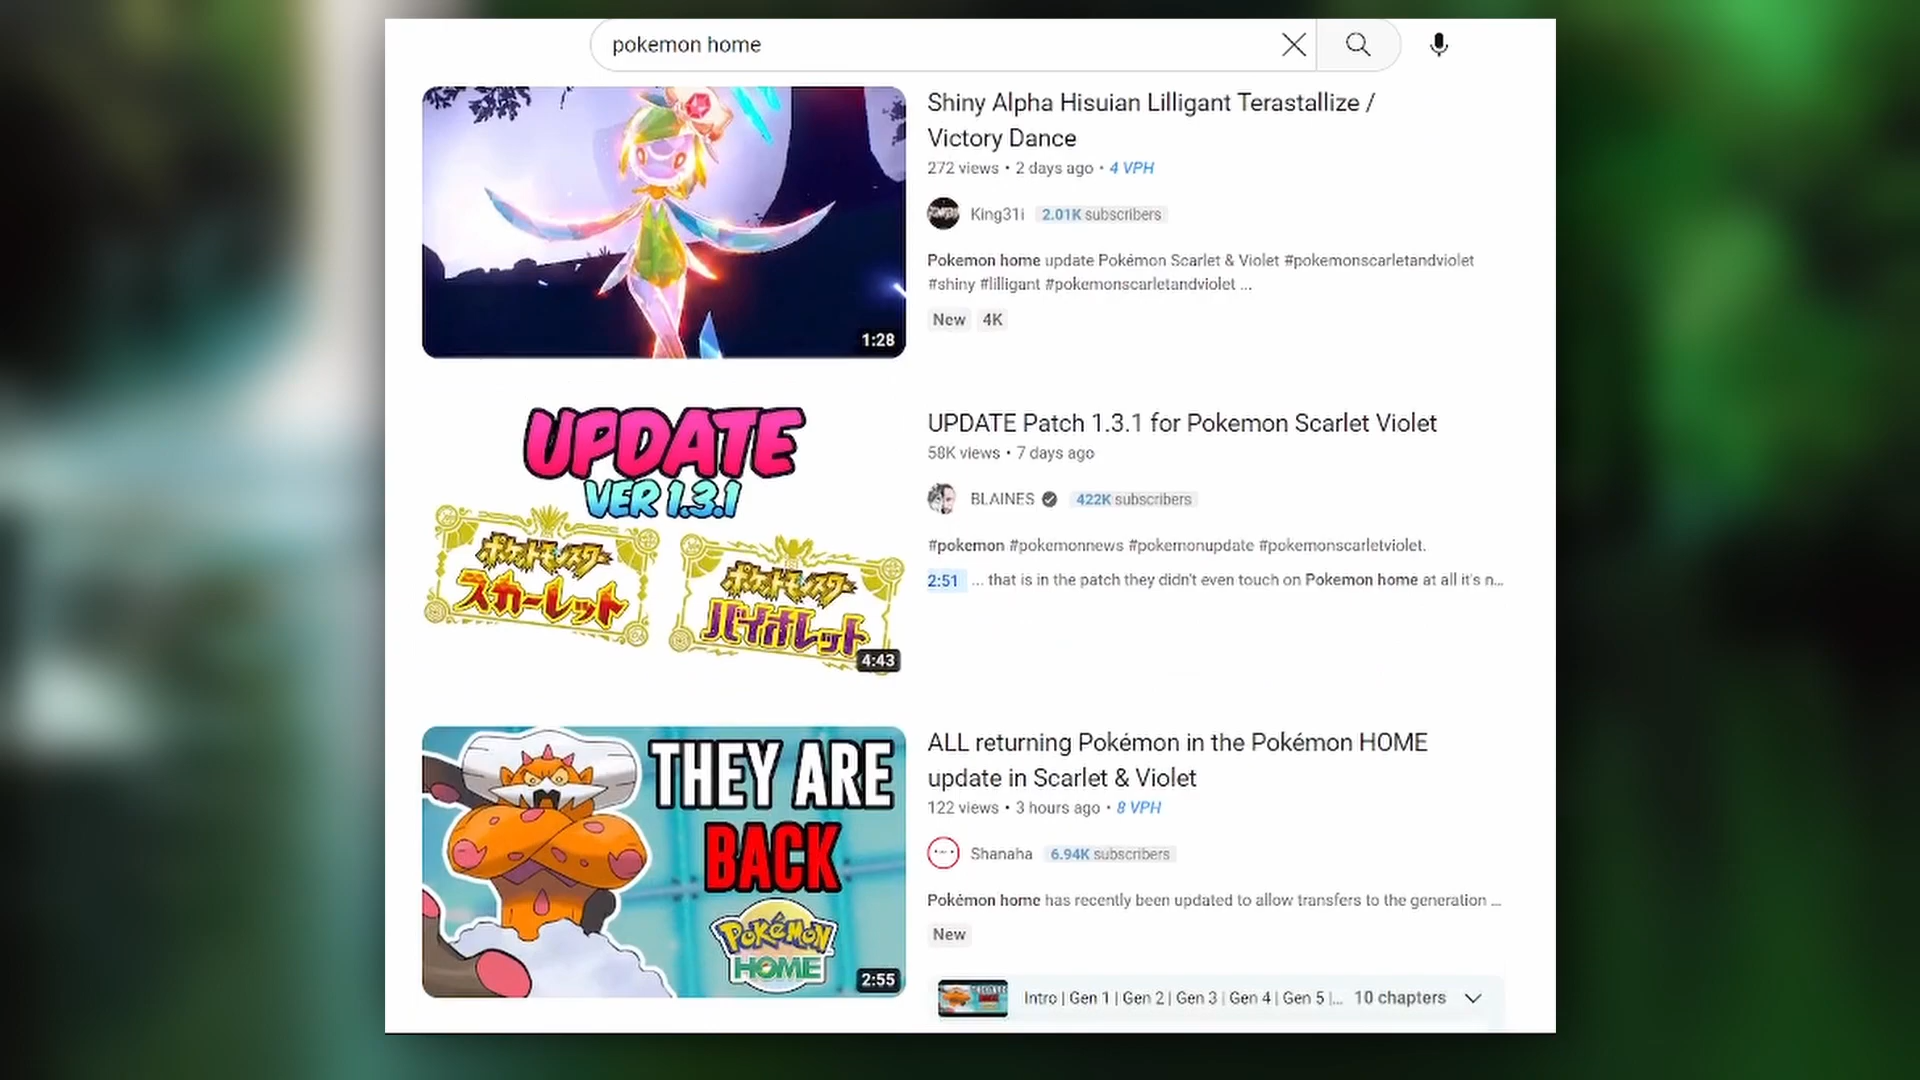 pokemon home
Shiny Alpha Hisuian Lilligant Terastallize /
Victory Dance
272 views • 2 days ago • 4 VPH
King31i 2.01K subscribers
Pokemon home update Pokémon Scarlet & Violet #pokemonscarletandviolet
#shiny #lilligant #pokemonscarletandviolet ...
New 4K
1:28
UPDATE
VER 1.3.1
ポケットモンスター
スカーレット
ポケットモンスター
バイオレット
4:43
UPDATE Patch 1.3.1 for Pokemon Scarlet Violet
58K views • 7 days ago
BLAINES 422K subscribers
#pokemon #pokemonnews #pokemonupdate #pokemonscarletviolet.
2:51 ... that is in the patch they didn't even touch on Pokemon home at all it's n...
THEY ARE
BACK
POKéMON
HOME
2:55
ALL returning Pokémon in the Pokémon HOME
update in Scarlet & Violet
122 views • 3 hours ago • 8 VPH
Shanaha 6.94K subscribers
Pokémon home has recently been updated to allow transfers to the generation ...
New
Intro | Gen 1 | Gen 2 | Gen 3 | Gen 4 | Gen 5 |... 10 chapters